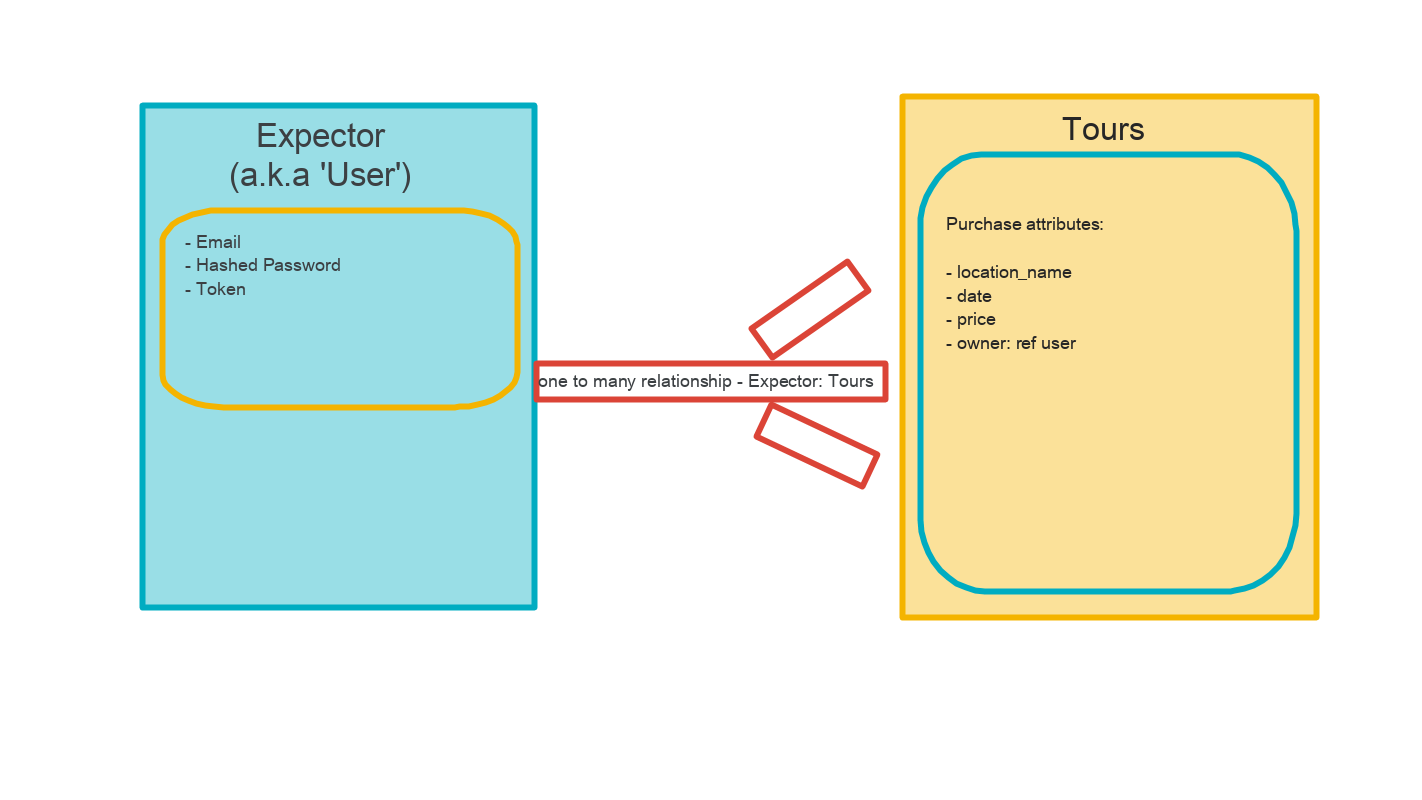 Expector
(a.k.a 'User')
- Email
- Hashed Password
- Token
one to many relationship - Expector: Tours
Tours
Purchase attributes:
- location_name
- date
- price
- owner: ref user